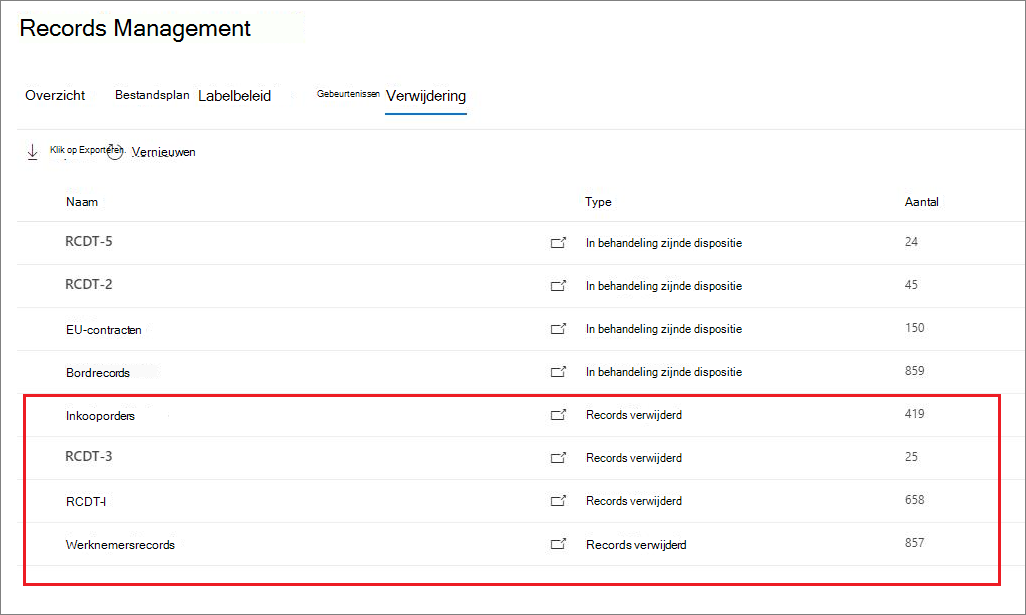 Records Management
Overzicht Bestandsplan Labelbeleid Gebeurtenissen Verwijdering
Klik op Exporteren. Vernieuwen
Naam Type Aantal
RCDT-5 In behandeling zijnde dispositie 24
RCDT-2 In behandeling zijnde dispositie 45
EU-contracten In behandeling zijnde dispositie 150
Bordrecords In behandeling zijnde dispositie 859
Inkooporders Records verwijderd 419
RCDT-3 Records verwijderd 25
RCDT-I Records verwijderd 658
Werknemersrecords Records verwijderd 857